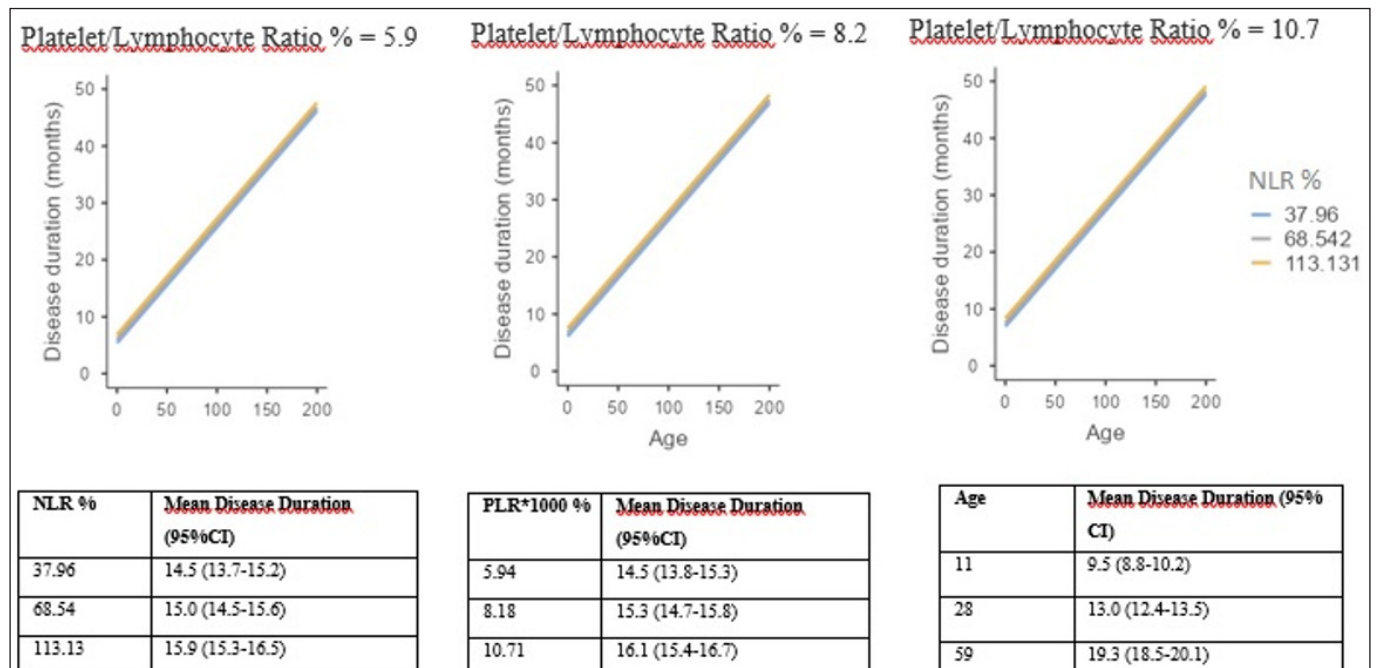 Platelet/Lymphocyte Ratio % = 5.9
50
40
30
20
10
0
Disease duration (months)
0 50 100 150 200
Platelet/Lymphocyte Ratio % = 8.2
50
40
30
20
10
0
Disease duration (months)
0 50 100 150 200
Age
Platelet/Lymphocyte Ratio % = 10.7
50
40
30
20
10
0
Disease duration (months)
0 50 100 150 200
Age
NLR %
37.96
68.542
113.131
NLR % Mean Disease Duration
(95%CI)
37.96 14.5 (13.7-15.2)
68.54 15.0 (14.5-15.6)
113.13 15.9 (15.3-16.5)
PLR*1000 % Mean Disease Duration
(95%CI)
5.94 14.5 (13.8-15.3)
8.18 15.3 (14.7-15.8)
10.71 16.1 (15.4-16.7)
Age Mean Disease Duration (95%
CI)
11 9.5 (8.8-10.2)
28 13.0 (12.4-13.5)
59 19.3 (18.5-20.1)